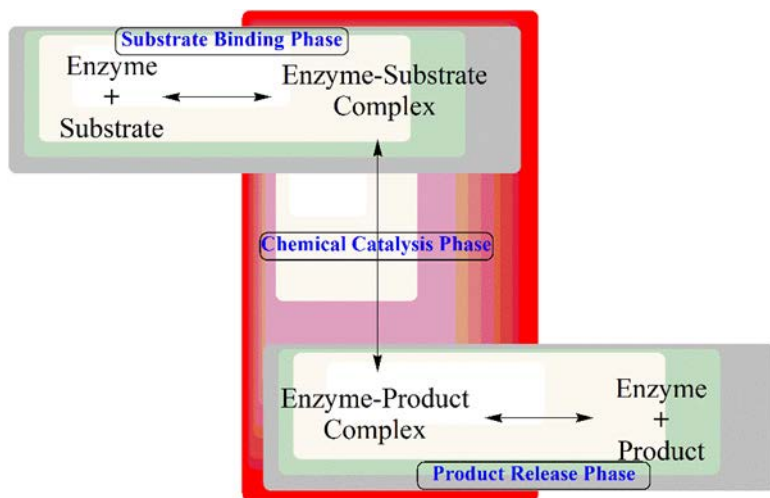 Substrate Binding Phase
Enzyme
+
Substrate
Enzyme-Substrate
Complex
Chemical Catalysis Phase
Enzyme-Product
Complex
Enzyme
+
Product
Product Release Phase